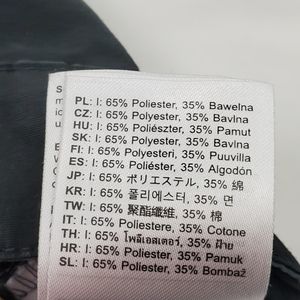 PL: I: 65% Poliester, 35% Bawełna
CZ: I: 65% Polyester, 35% Bavlna
HU: I: 65% Poliészter, 35% Pamut
SK: I: 65% Polyester, 35% Bavlna
FI: I: 65% Polyesteri, 35% Puuvilla
ES: I: 65% Poliéster, 35% Algodón
JP: I: 65% ポリエステル, 35% 綿
KR: I: 65% 폴리에스터, 35% 면
TW: I: 65% 聚酯纖維, 35% 棉
IT: I: 65% Poliestere, 35% Cotone
TH: I: 65% โพลีเอสเตอร์, 35% ฝ้าย
HR: I: 65% Poliester, 35% Pamuk
SL: I: 65% Poliester, 35% Bombaž